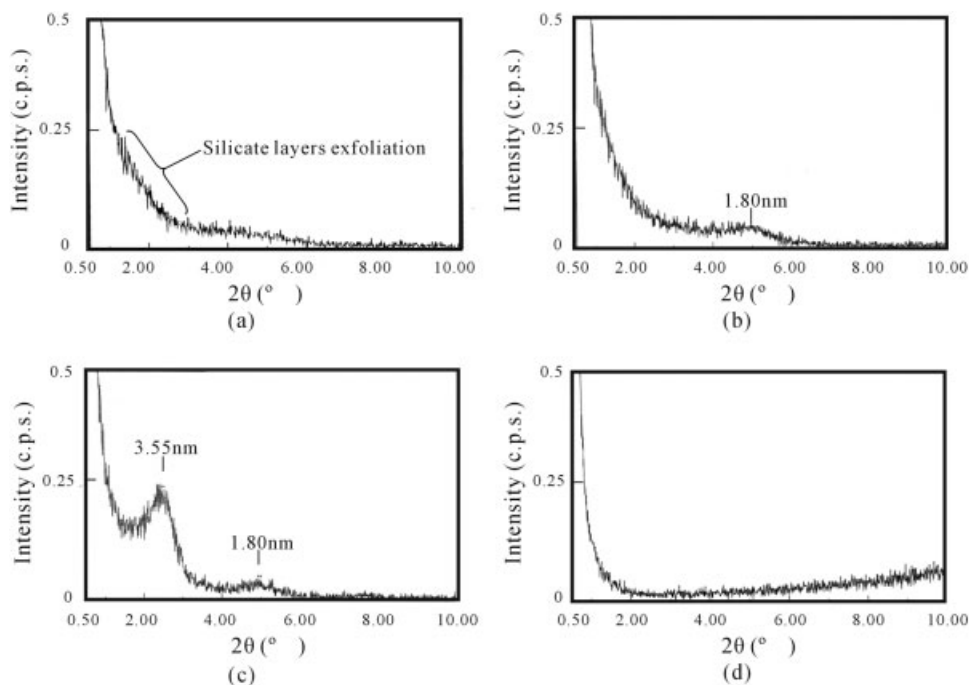 0.5
0.25
0
Intensity (c.p.s.)
Silicate layers exfoliation
0.50 2.00 4.00 6.00 8.00 10.00
2θ (° )
(a)
0.5
0.25
0
Intensity (c.p.s.)
1.80nm
0.50 2.00 4.00 6.00 8.00 10.00
2θ (° )
(b)
0.5
0.25
0
Intensity (c.p.s.)
3.55nm
1.80nm
0.50 2.00 4.00 6.00 8.00 10.00
2θ (° )
(c)
0.5
0.25
0
Intensity (c.p.s.)
0.50 2.00 4.00 6.00 8.00 10.00
2θ (° )
(d)